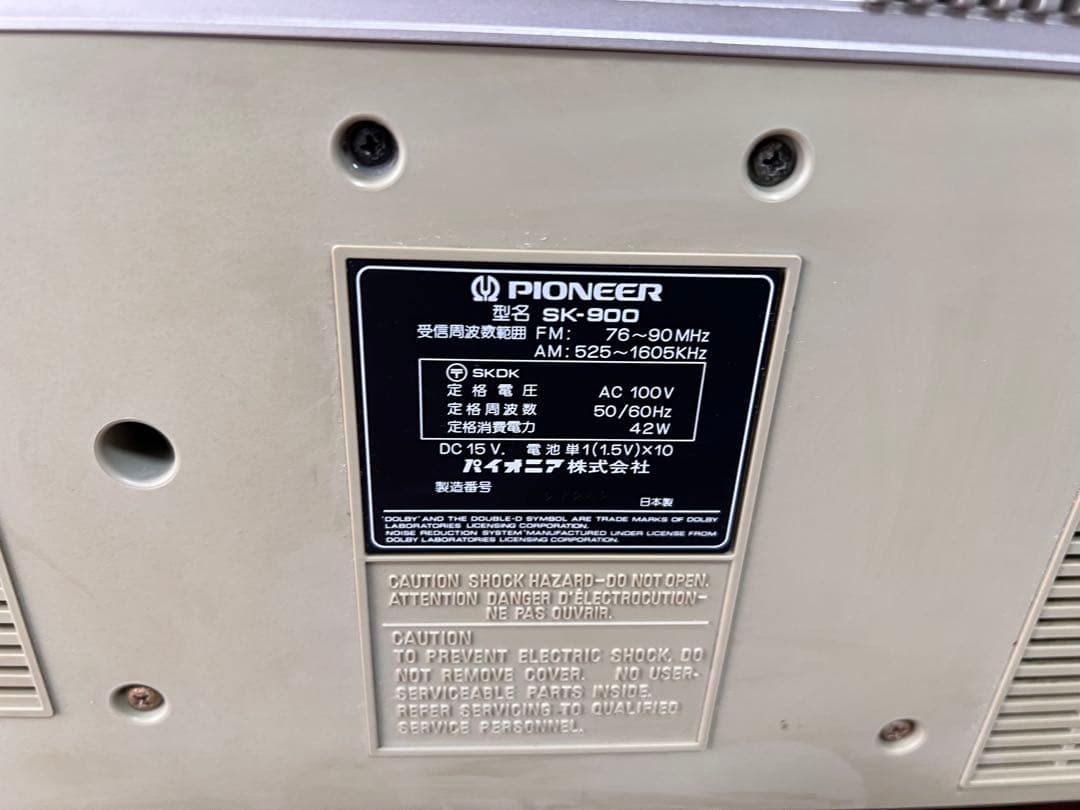 PIONEER
型名 SK-900
受信周波数範囲 FM: 76～90MHz
AM: 525～1605KHz
〒 SKDK
定格電圧 AC 100V
定格周波数 50/60Hz
定格消費電力 42W
DC 15V. 電池単1(1.5V)×10
パイオニア株式会社
製造番号
日本製
"DOLBY" AND THE DOUBLE-D SYMBOL ARE TRADE MARKS OF DOLBY
LABORATORIES LICENSING CORPORATION.
NOISE REDUCTION SYSTEM "MANUFACTURED UNDER LICENSE FROM
DOLBY LABORATORIES LICENSING CORPORATION.
CAUTION SHOCK HAZARD-DO NOT OPEN.
ATTENTION DANGER D'ÉLECTROCUTION-
NE PAS OUVRIR.
CAUTION
TO PREVENT ELECTRIC SHOCK, DO
NOT REMOVE COVER. NO USER-
SERVICEABLE PARTS INSIDE.
REFER SERVICING TO QUALIFIED
SERVICE PERSONNEL.